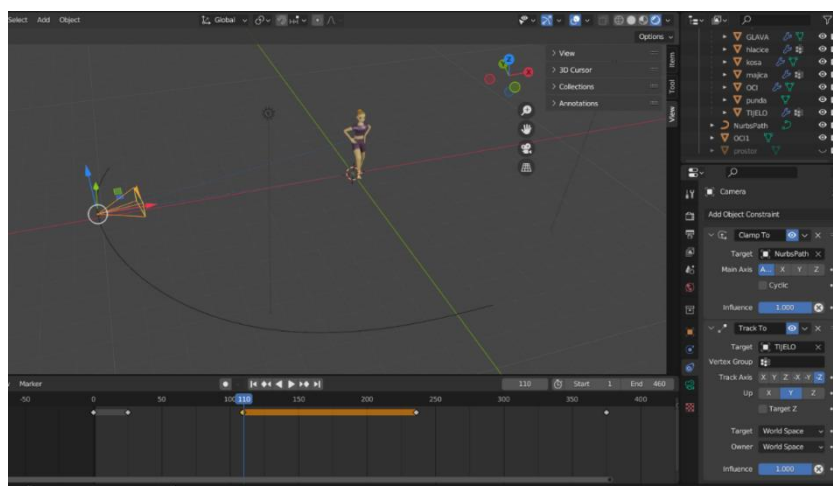 Select Add Object Global
Options
View
3D Cursor
Collections
Annotations
Item
Tool
View
GLAVA
hlacice
kosa
majica
OCI
punda
TIJELO
NurbsPath
OCI1
prostor
Camera
Add Object Constraint
Clamp To
Target NurbsPath
Main Axis A... X Y Z
Cyclic
Influence 1.000
Track To
Target TIJELO
Vertex Group
Track Axis X Y Z -X -Y -Z
Up X Y Z
Target Z
Target World Space
Owner World Space
Influence 1.000
Marker 110 Start 1 End 460
-50 0 50 100 110 150 200 250 300 350 400